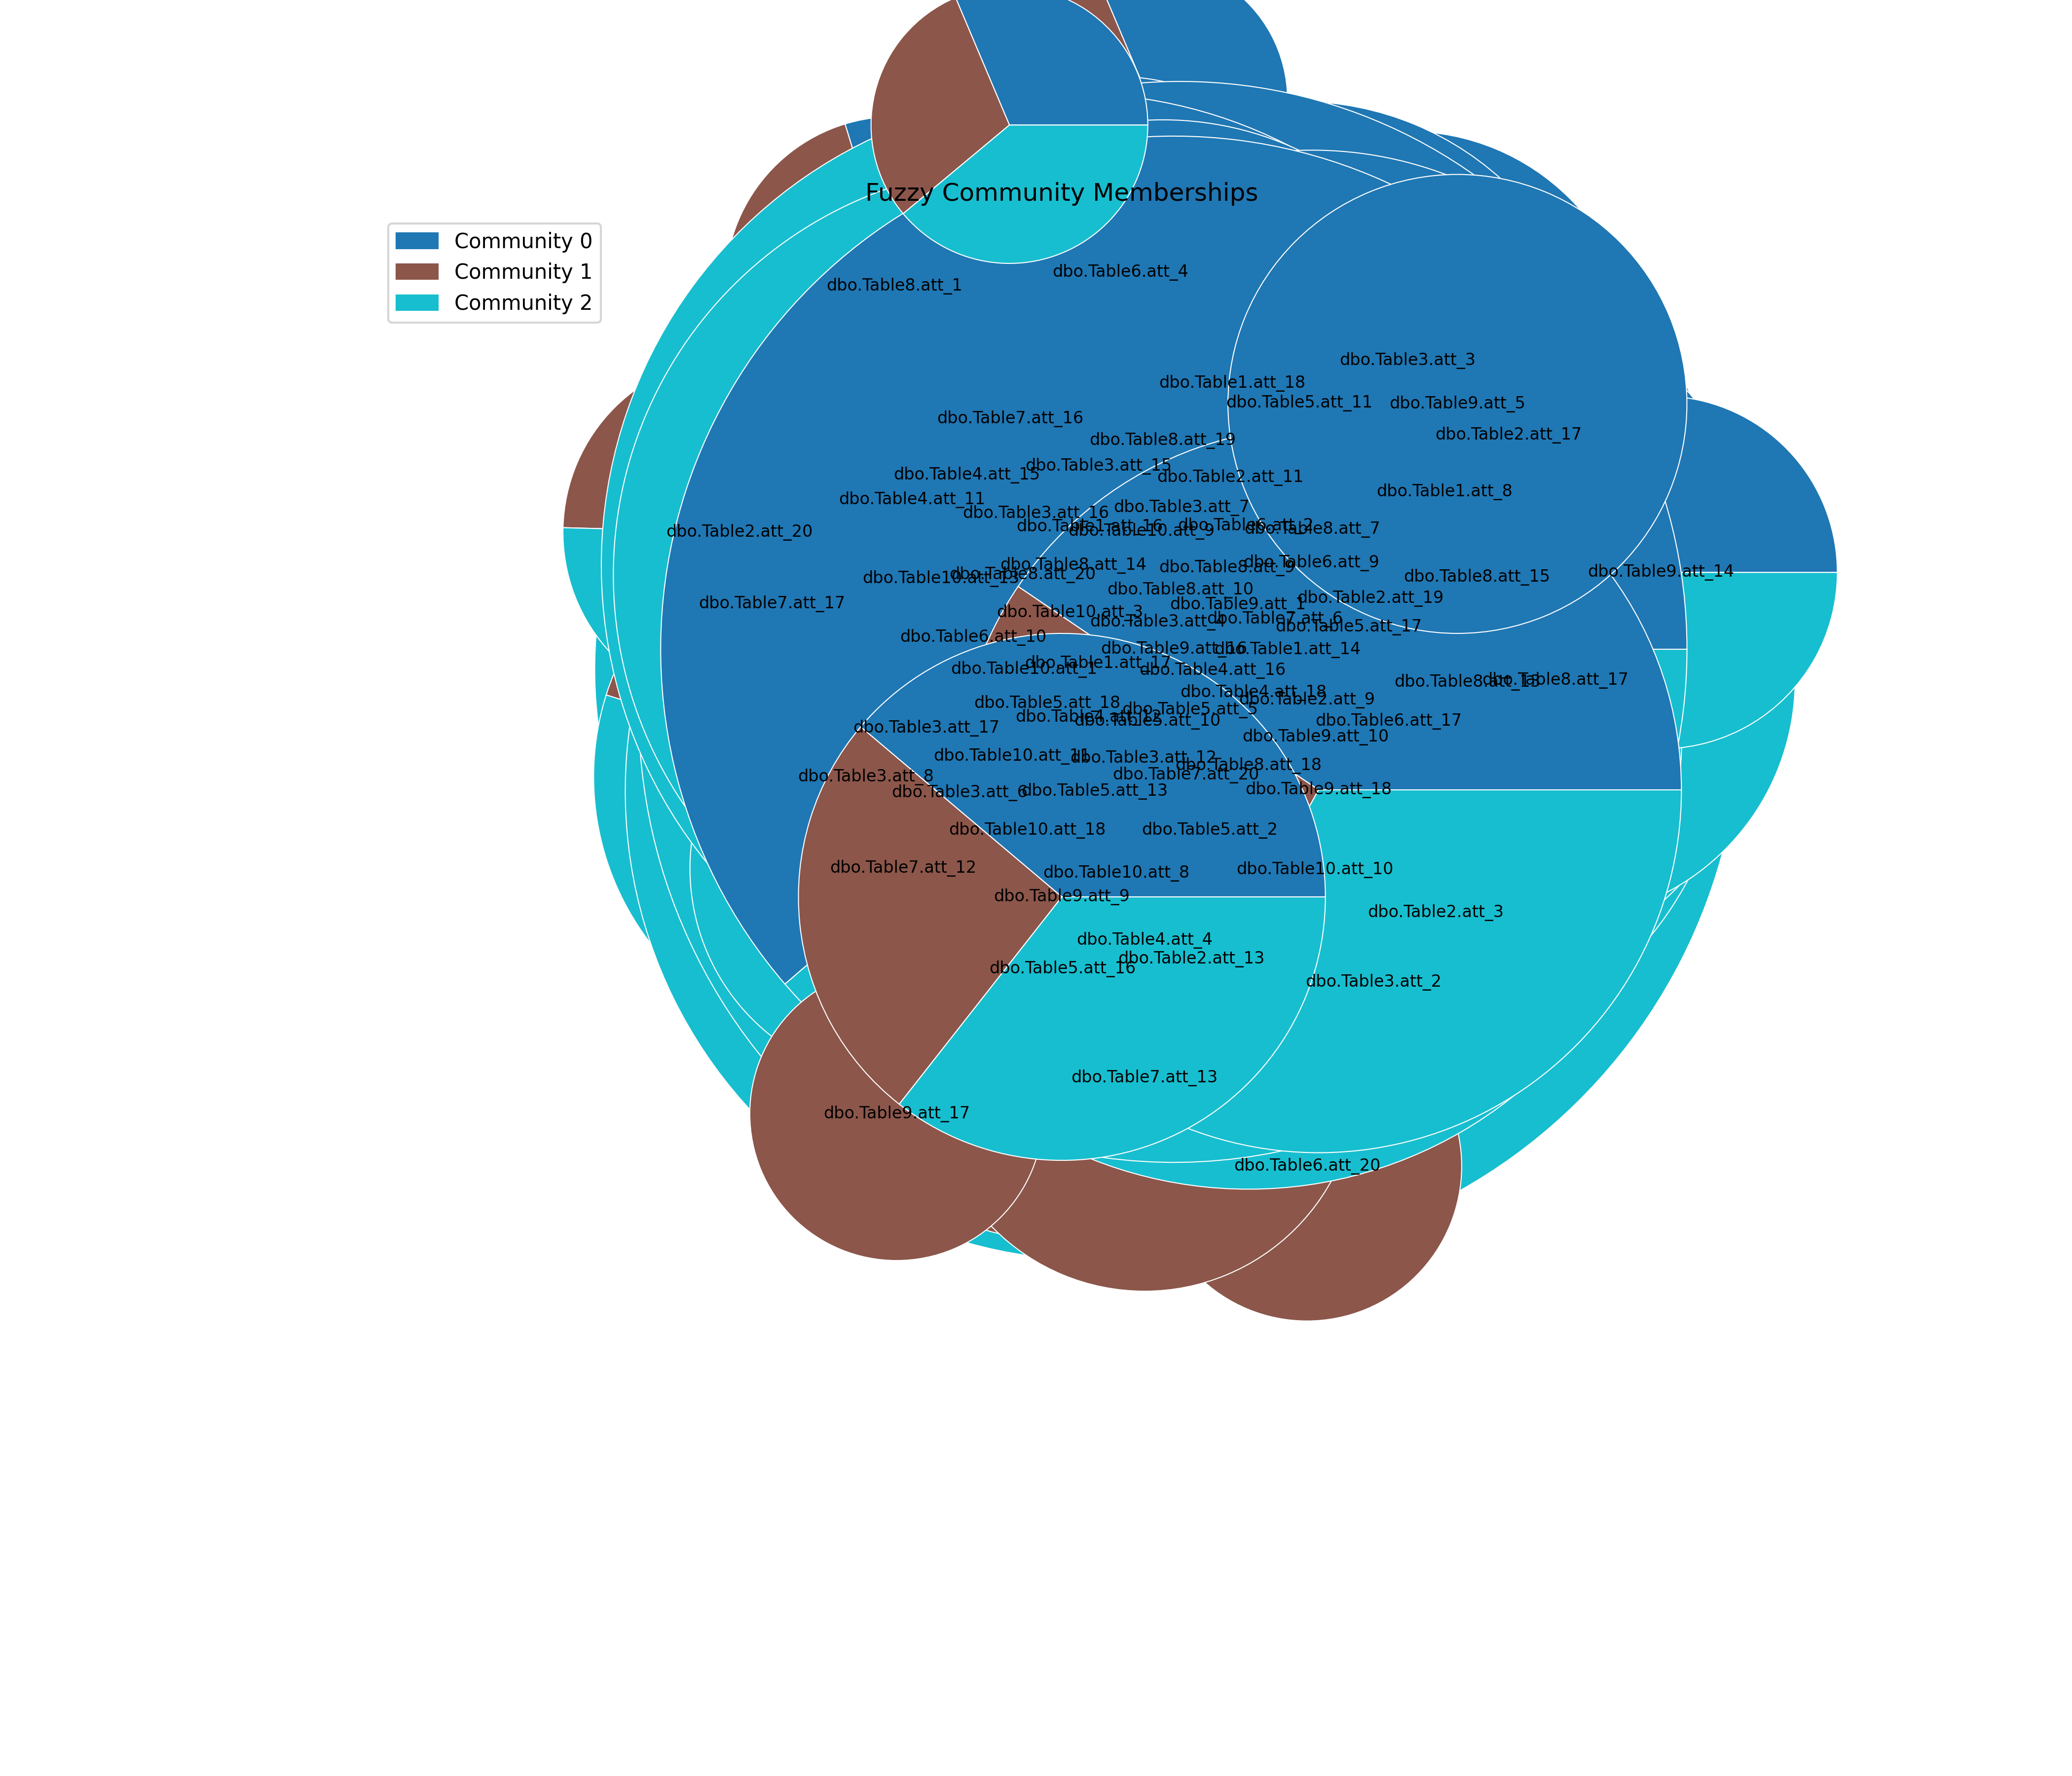 Fuzzy Community Memberships
Community 0
Community 1
Community 2
dbo.Table6.att_4
dbo.Table8.att_1
dbo.Table3.att_3
dbo.Table1.att_18
dbo.Table5.att_11
dbo.Table9.att_5
dbo.Table7.att_16
dbo.Table2.att_17
dbo.Table8.att_19
dbo.Table3.att_15
dbo.Table4.att_15
dbo.Table2.att_11
dbo.Table1.att_8
dbo.Table4.att_11
dbo.Table3.att_7
dbo.Table3.att_16
dbo.Table1.att_16
dbo.Table6.att_2
dbo.Table8.att_7
dbo.Table10.att_9
dbo.Table2.att_20
dbo.Table6.att_9
dbo.Table8.att_14
dbo.Table8.att_9
dbo.Table9.att_14
dbo.Table8.att_20
dbo.Table10.att_13
dbo.Table8.att_15
dbo.Table8.att_10
dbo.Table2.att_19
dbo.Table7.att_17
dbo.Table9.att_1
dbo.Table10.att_3
dbo.Table7.att_6
dbo.Table3.att_4
dbo.Table5.att_17
dbo.Table6.att_10
dbo.Table9.att_16
dbo.Table1.att_14
dbo.Table1.att_17
dbo.Table10.att_1
dbo.Table4.att_16
dbo.Table8.att_17
dbo.Table8.att_13
dbo.Table4.att_18
dbo.Table2.att_9
dbo.Table5.att_18
dbo.Table5.att_5
dbo.Table4.att_12
dbo.Table5.att_10
dbo.Table6.att_17
dbo.Table3.att_17
dbo.Table9.att_10
dbo.Table10.att_11
dbo.Table3.att_12
dbo.Table8.att_18
dbo.Table7.att_20
dbo.Table3.att_8
dbo.Table9.att_18
dbo.Table5.att_13
dbo.Table3.att_6
dbo.Table10.att_18
dbo.Table5.att_2
dbo.Table7.att_12
dbo.Table10.att_10
dbo.Table10.att_8
dbo.Table9.att_9
dbo.Table2.att_3
dbo.Table4.att_4
dbo.Table2.att_13
dbo.Table5.att_16
dbo.Table3.att_2
dbo.Table7.att_13
dbo.Table9.att_17
dbo.Table6.att_20